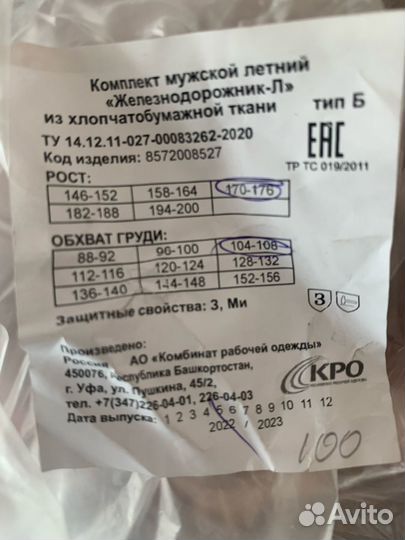 Комплект мужской летний
«Железнодорожник-Л»
из хлопчатобумажной ткани тип Б
ТУ 14.12.11-027-00083262-2020
Код изделия: 8572008527
EAC
ТР ТС 019/2011
РОСТ:
146-152 158-164 170-176
182-188 194-200
ОБХВАТ ГРУДИ:
88-92 96-100 104-108
112-116 120-124 128-132
136-140 144-148 152-156
Защитные свойства: З, Ми
З
Произведено:
Россия АО «Комбинат рабочей одежды»
450076, Республика Башкортостан,
г. Уфа, ул. Пушкина, 45/2,
тел. +7(347)226-04-01, 226-04-03
КРО
Дата выпуска: 1 2 3 4 5 6 7 8 9 10 11 12
2022 / 2023
100
Avito